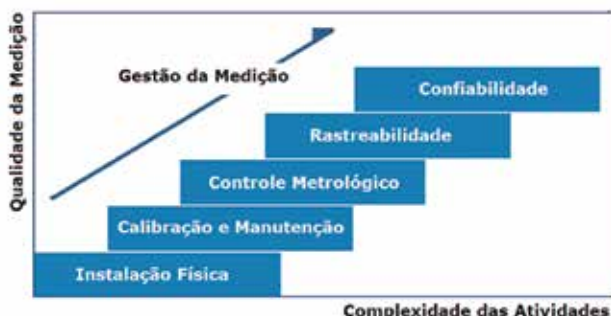 Qualidade da Medição
Gestão da Medição
Confiabilidade
Rastreabilidade
Controle Metrológico
Calibração e Manutenção
Instalação Física
Complexidade das Atividades